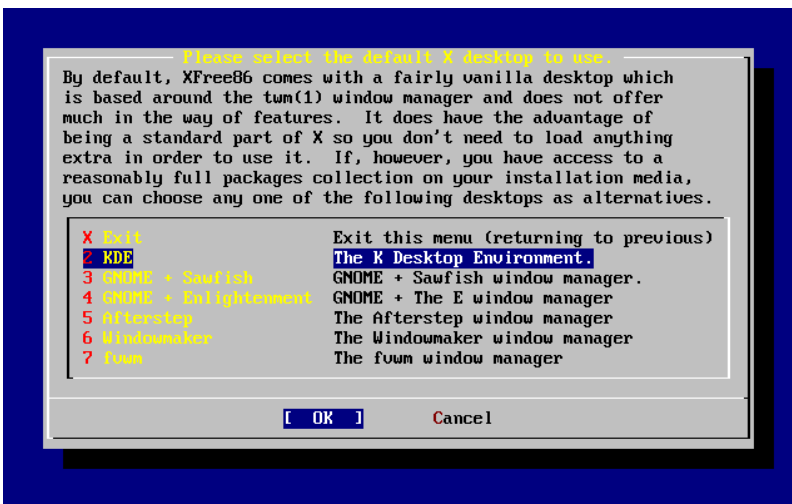 Please select the default X desktop to use.
By default, XFree86 comes with a fairly vanilla desktop which
is based around the twm(1) window manager and does not offer
much in the way of features.  It does have the advantage of
being a standard part of X so you don't need to load anything
extra in order to use it.  If, however, you have access to a
reasonably full packages collection on your installation media,
you can choose any one of the following desktops as alternatives.
X Exit Exit this menu (returning to previous)
2 KDE The K Desktop Environment.
3 GNOME + Sawfish GNOME + Sawfish window manager.
4 GNOME + Enlightenment GNOME + The E window manager
5 Afterstep The Afterstep window manager
6 Windowmaker The Windowmaker window manager
7 fvwm The fvwm window manager
[ OK ] Cancel